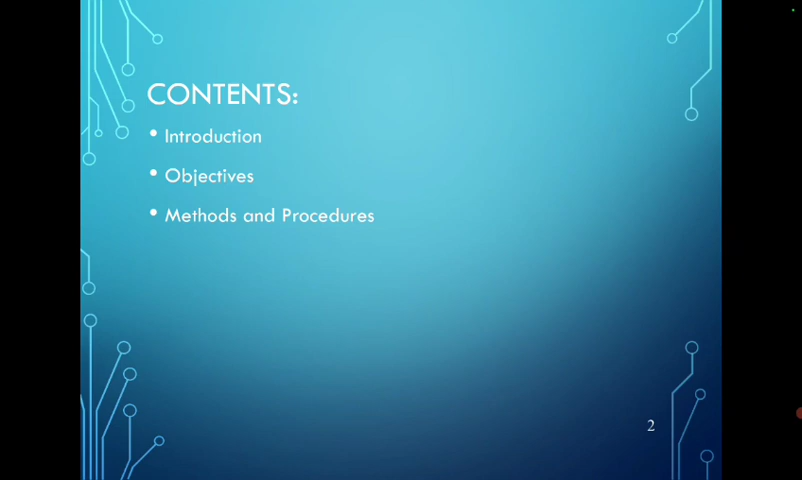 CONTENTS:
• Introduction
• Objectives
• Methods and Procedures
2